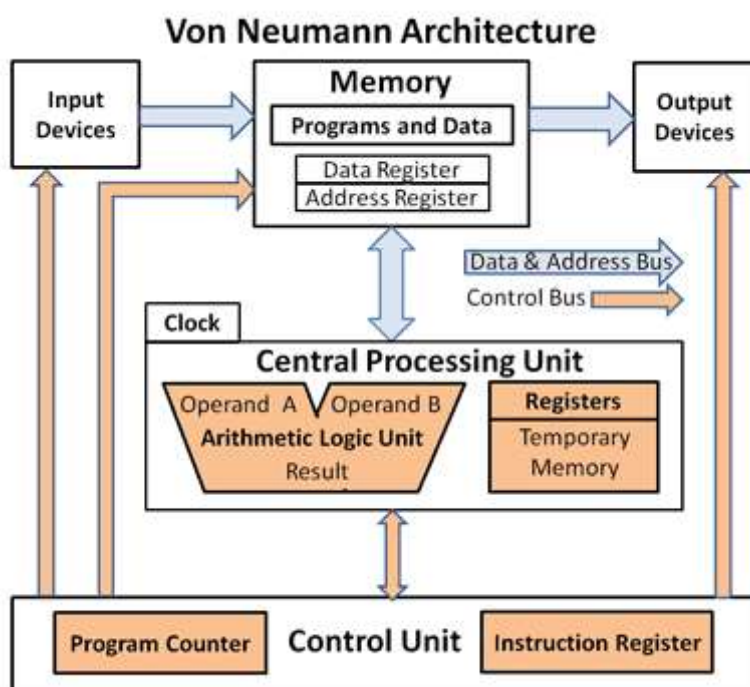 Von Neumann Architecture
Input
Devices
Memory
Programs and Data
Data Register
Address Register
Output
Devices
Data & Address Bus
Control Bus
Clock
Central Processing Unit
Operand A
Operand B
Arithmetic Logic Unit
Result
Registers
Temporary
Memory
Program Counter
Control Unit
Instruction Register